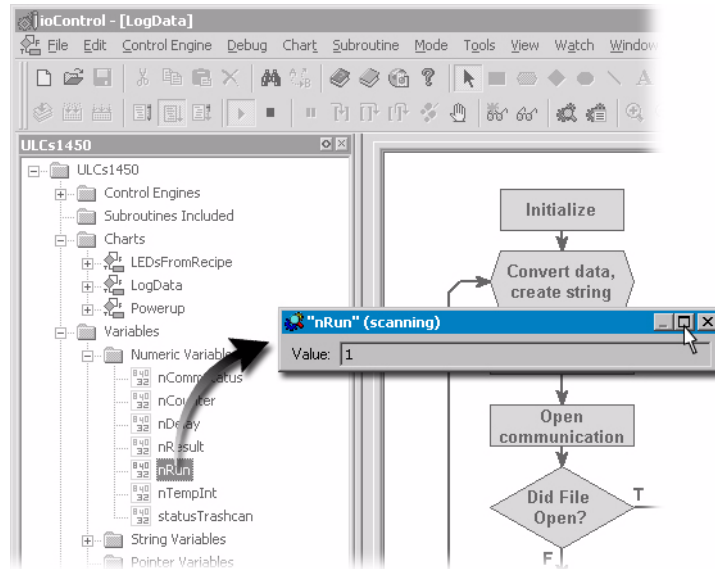 ioControl - [LogData]
File Edit Control Engine Debug Chart Subroutine Mode Tools View Watch Window
A
ULCs1450
ULCs1450
Control Engines
Subroutines Included
Charts
LEDsFromRecipe
LogData
Powerup
Variables
Numeric Variable
nCommStatus
nCounter
nDelay
nResult
nRun
nTempInt
statusTrashcan
String Variables
Pointer Variables
Initialize
Convert data,
create string
"nRun" (scanning)
Value: 1
Open
communication
Did File
Open?
T
F